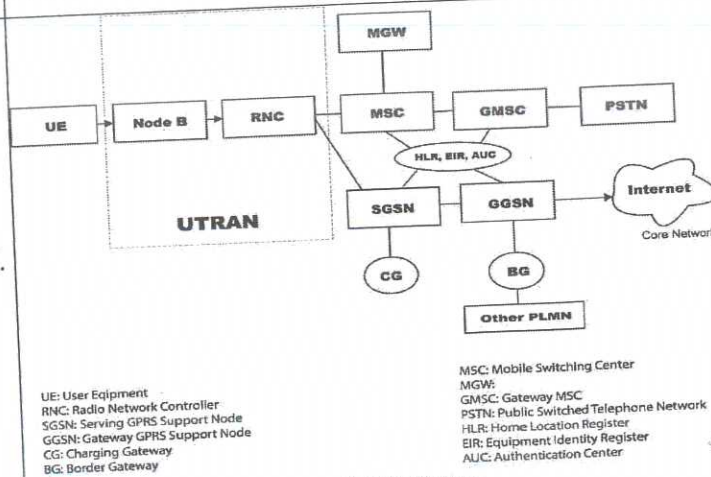 MGW
UE
Node B
RNC
MSC
GMSC
PSTN
HLR, EIR, AUC
UTRAN
SGSN
GGSN
Internet
Core Network
CG
BG
Other PLMN
UE: User Eqipment
RNC: Radio Network Controller
SGSN: Serving GPRS Support Node
GGSN: Gateway GPRS Support Node
CG: Charging Gateway
BG: Border Gateway
MSC: Mobile Switching Center
MGW:
GMSC: Gateway MSC
PSTN: Public Switched Telephone Network
HLR: Home Location Register
EIR: Equipment Identity Register
AUC: Authentication Center